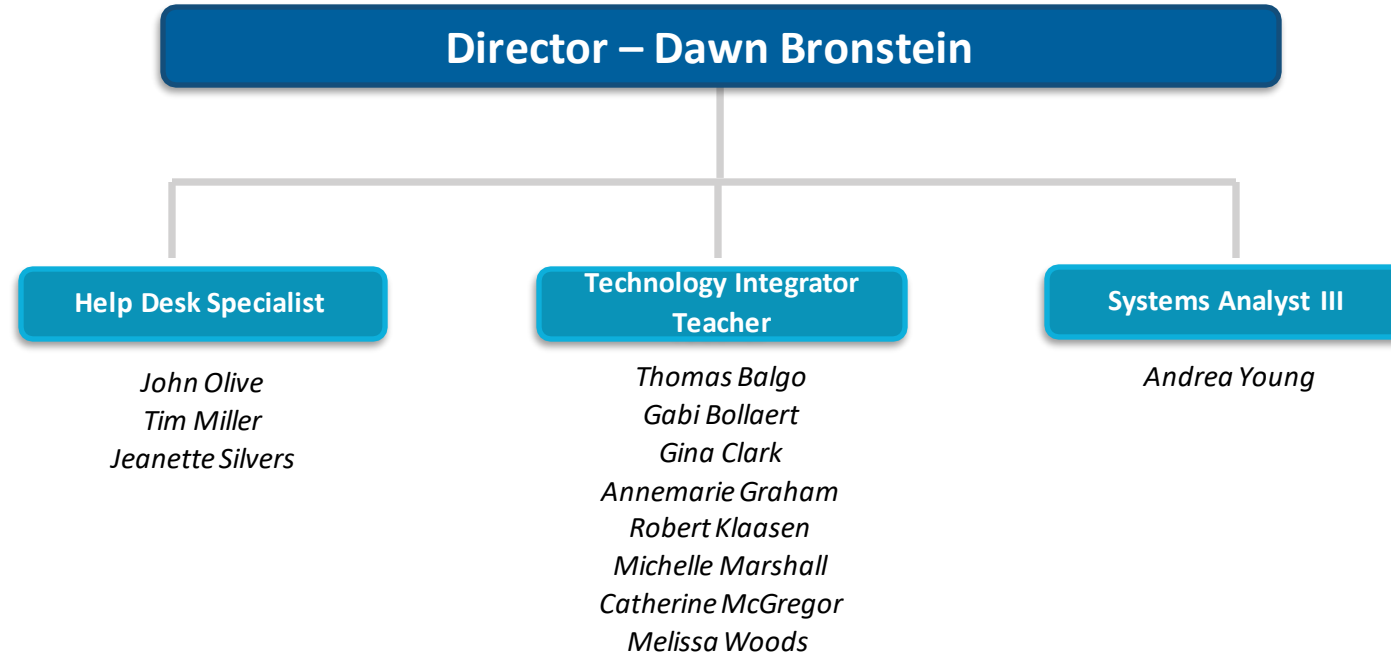 Director – Dawn Bronstein
Help Desk Specialist
John Olive
Tim Miller
Jeanette Silvers
Technology Integrator
Teacher
Thomas Balgo
Gabi Bollaert
Gina Clark
Annemarie Graham
Robert Klaasen
Michelle Marshall
Catherine McGregor
Melissa Woods
Systems Analyst III
Andrea Young